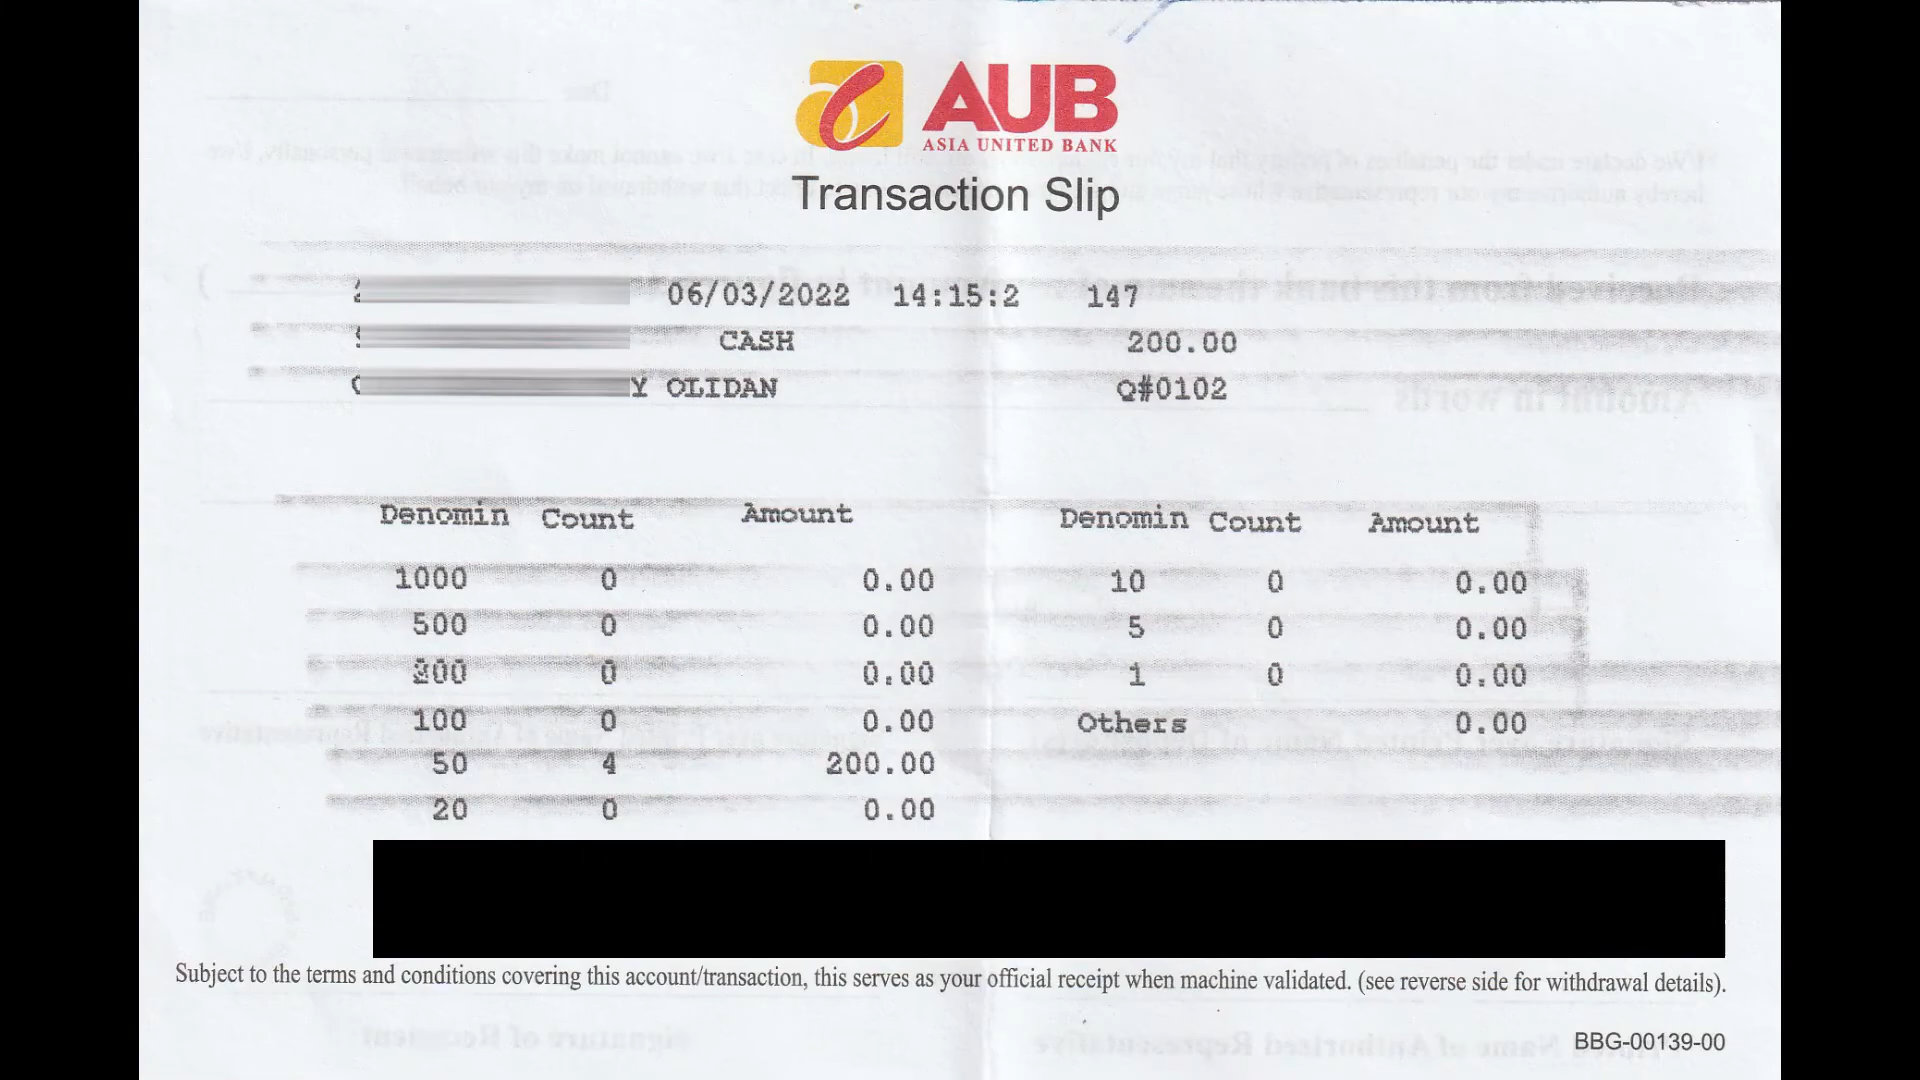 AUB
ASIA UNITED BANK
Transaction Slip
06/03/2022 14:15:2 147
CASH 200.00
Y OLIDAN Q#0102
Denomin Count Amount Denomin Count Amount
1000 0 0.00 10 0 0.00
500 0 0.00 5 0 0.00
200 0 0.00 1 0 0.00
100 0 0.00 Others 0.00
50 4 200.00
20 0 0.00
Subject to the terms and conditions covering this account/transaction, this serves as your official receipt when machine validated. (see reverse side for withdrawal details).
BBG-00139-00